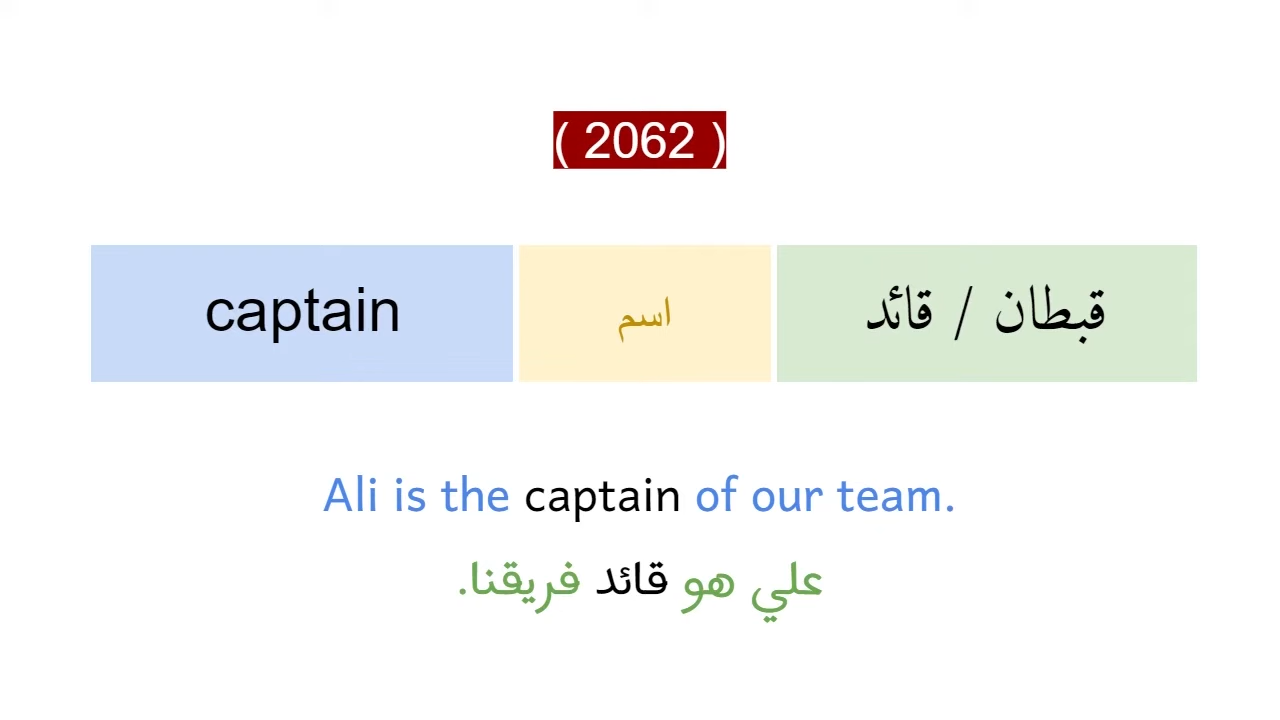 ( 2062 )
captain
اسم
قبطان / قائد
Ali is the captain of our team.
علي هو قائد فريقنا.